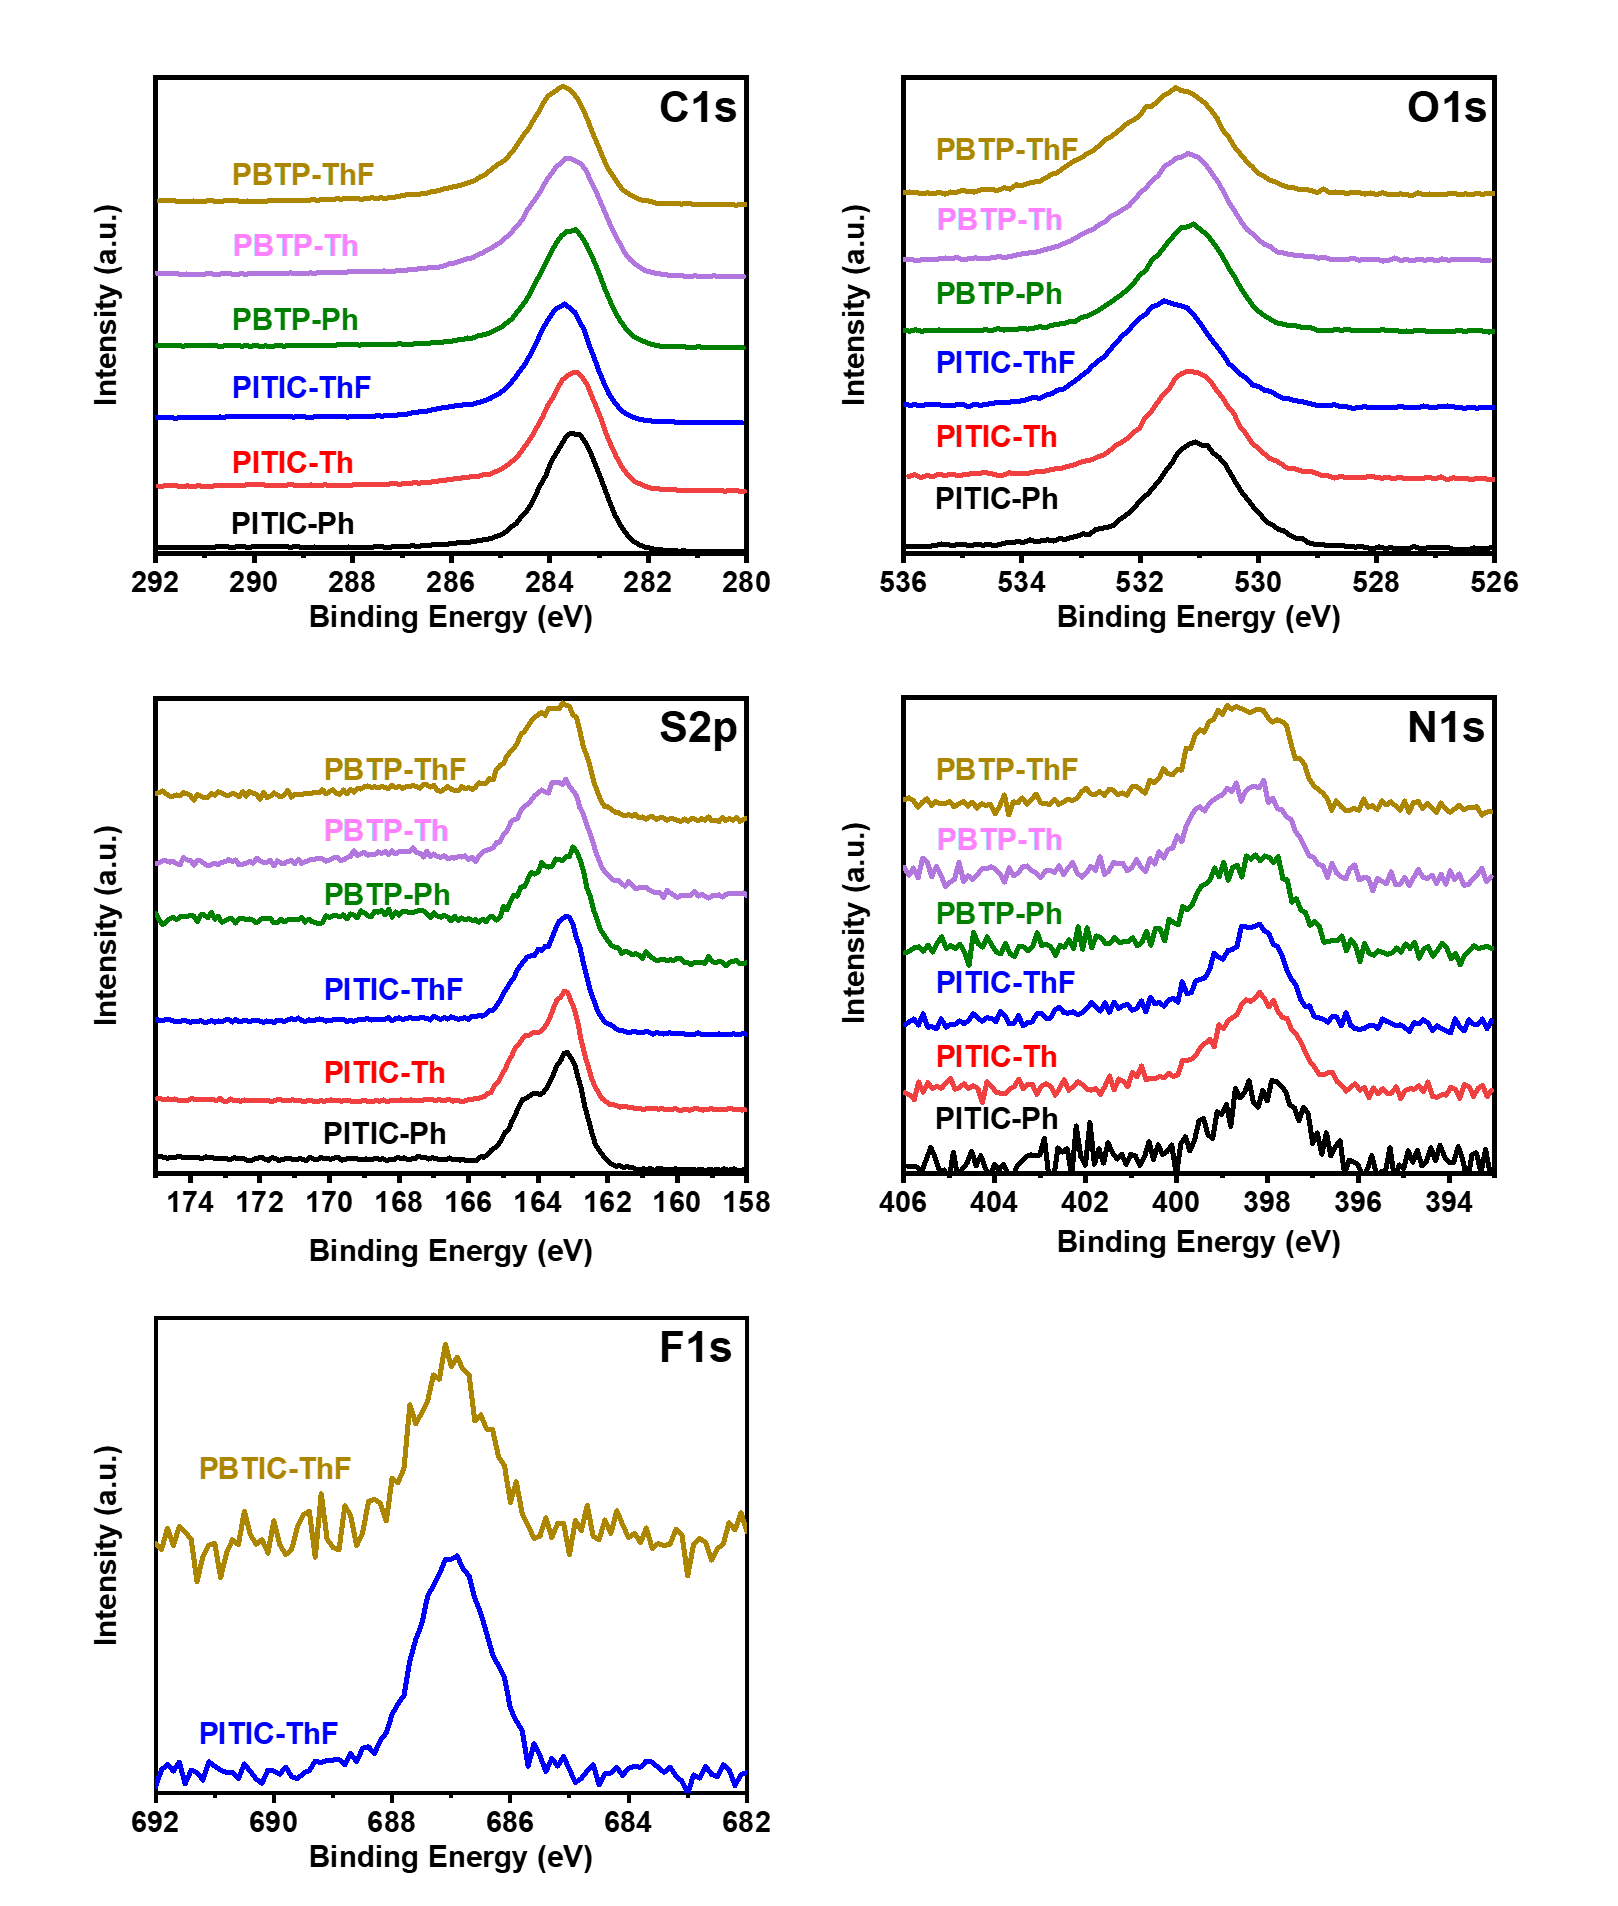 C1s
PBTP-ThF
PBTP-Th
PBTP-Ph
PITIC-ThF
PITIC-Th
PITIC-Ph
Intensity (a.u.)
292 290 288 286 284 282 280
Binding Energy (eV)
O1s
PBTP-ThF
PBTP-Th
PBTP-Ph
PITIC-ThF
PITIC-Th
PITIC-Ph
Intensity (a.u.)
536 534 532 530 528 526
Binding Energy (eV)
S2p
PBTP-ThF
PBTP-Th
PBTP-Ph
PITIC-ThF
PITIC-Th
PITIC-Ph
Intensity (a.u.)
174 172 170 168 166 164 162 160 158
Binding Energy (eV)
N1s
PBTP-ThF
PBTP-Th
PBTP-Ph
PITIC-ThF
PITIC-Th
PITIC-Ph
Intensity (a.u.)
406 404 402 400 398 396 394
Binding Energy (eV)
F1s
PBTIC-ThF
PITIC-ThF
Intensity (a.u.)
692 690 688 686 684 682
Binding Energy (eV)